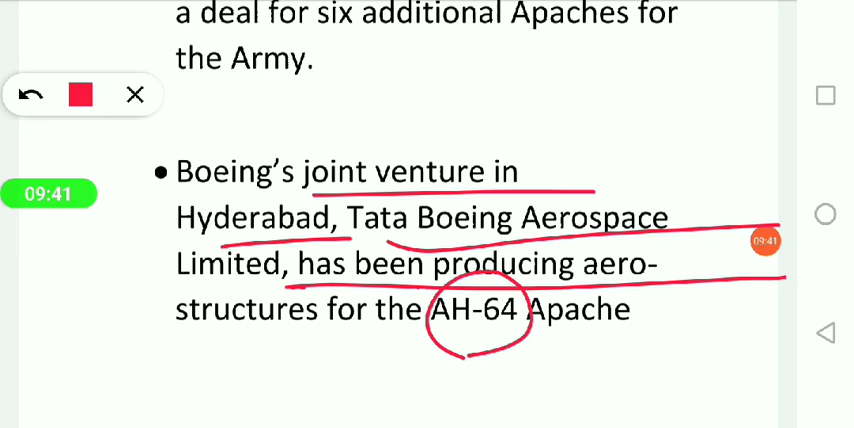 a deal for six additional Apaches for
the Army.
09:41
• Boeing's joint venture in
Hyderabad, Tata Boeing Aerospace
09:41
Limited, has been producing aero-
structures for the AH-64 Apache